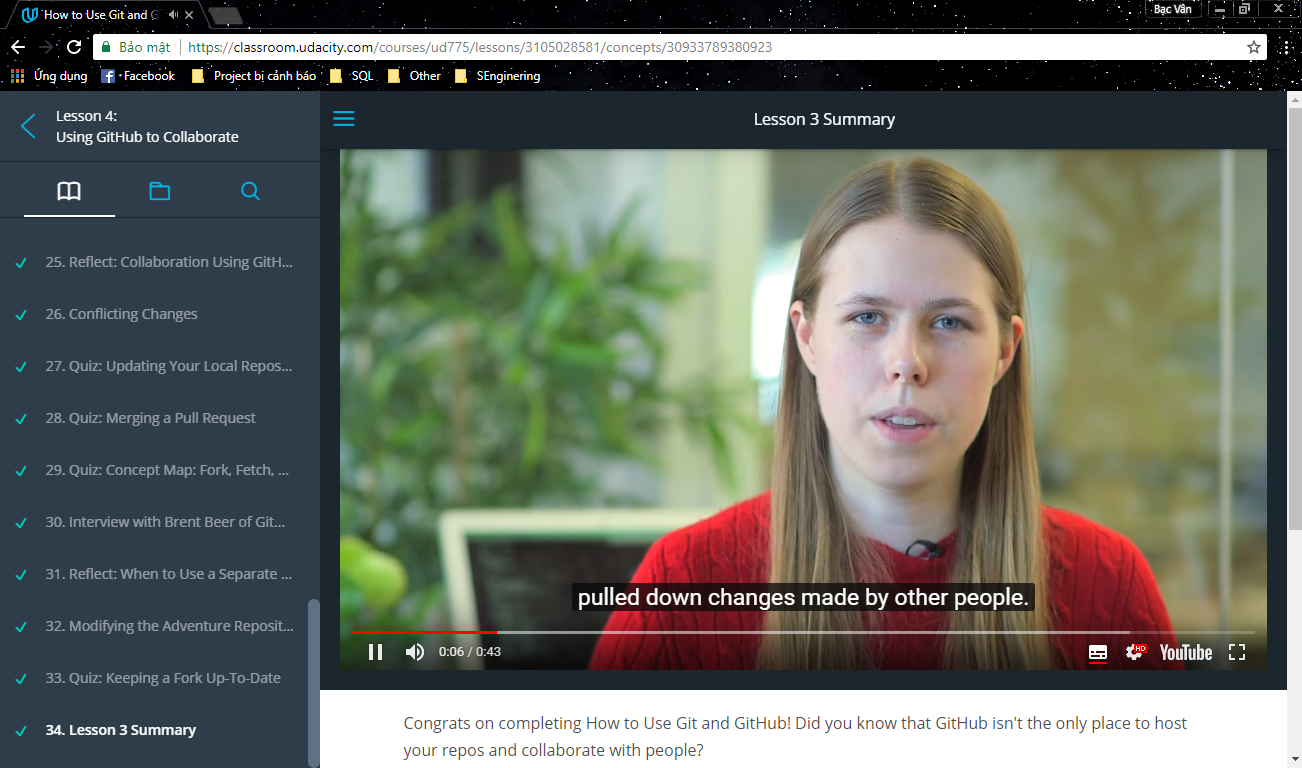 How to Use Git and G
Bạc Vân
Bảo mật
https://classroom.udacity.com/courses/ud775/lessons/3105028581/concepts/30933789380923
Ứng dụng Facebook Project bị cảnh báo SQL Other SEnginering
Lesson 4:
Using GitHub to Collaborate
25. Reflect: Collaboration Using GitH...
26. Conflicting Changes
27. Quiz: Updating Your Local Repos...
28. Quiz: Merging a Pull Request
29. Quiz: Concept Map: Fork, Fetch, ...
30. Interview with Brent Beer of Git...
31. Reflect: When to Use a Separate ...
32. Modifying the Adventure Reposit...
33. Quiz: Keeping a Fork Up-To-Date
34. Lesson 3 Summary
Lesson 3 Summary
pulled down changes made by other people.
0:06 / 0:43
HD
YouTube
Congrats on completing How to Use Git and GitHub! Did you know that GitHub isn't the only place to host
your repos and collaborate with people?